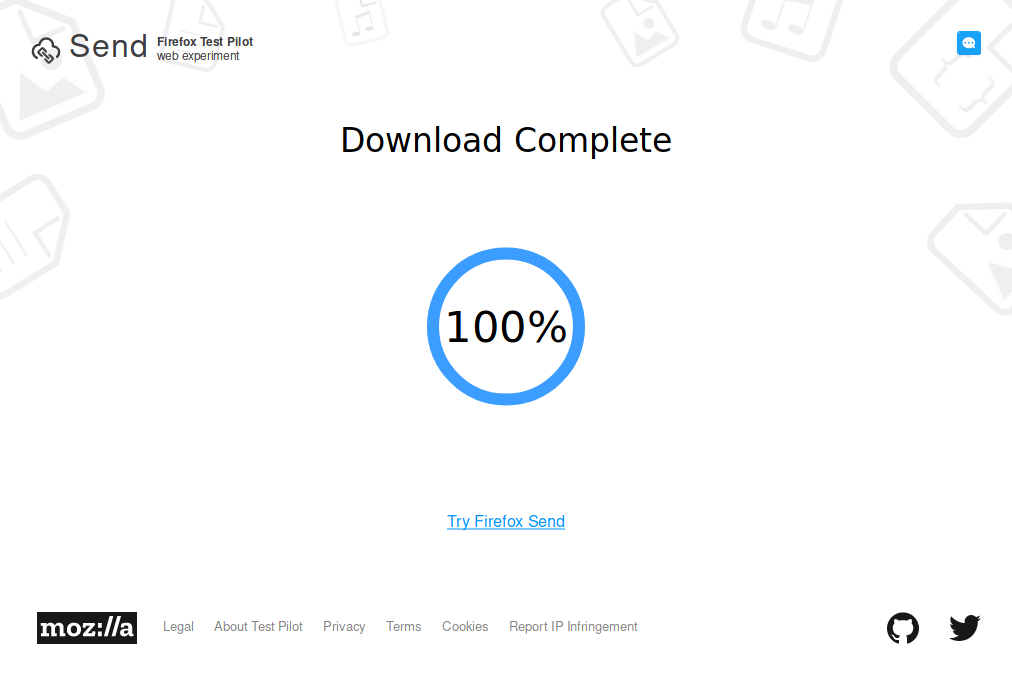 Send
Firefox Test Pilot
web experiment
Download Complete
100%
Try Firefox Send
moz://a
Legal
About Test Pilot
Privacy
Terms
Cookies
Report IP Infringement